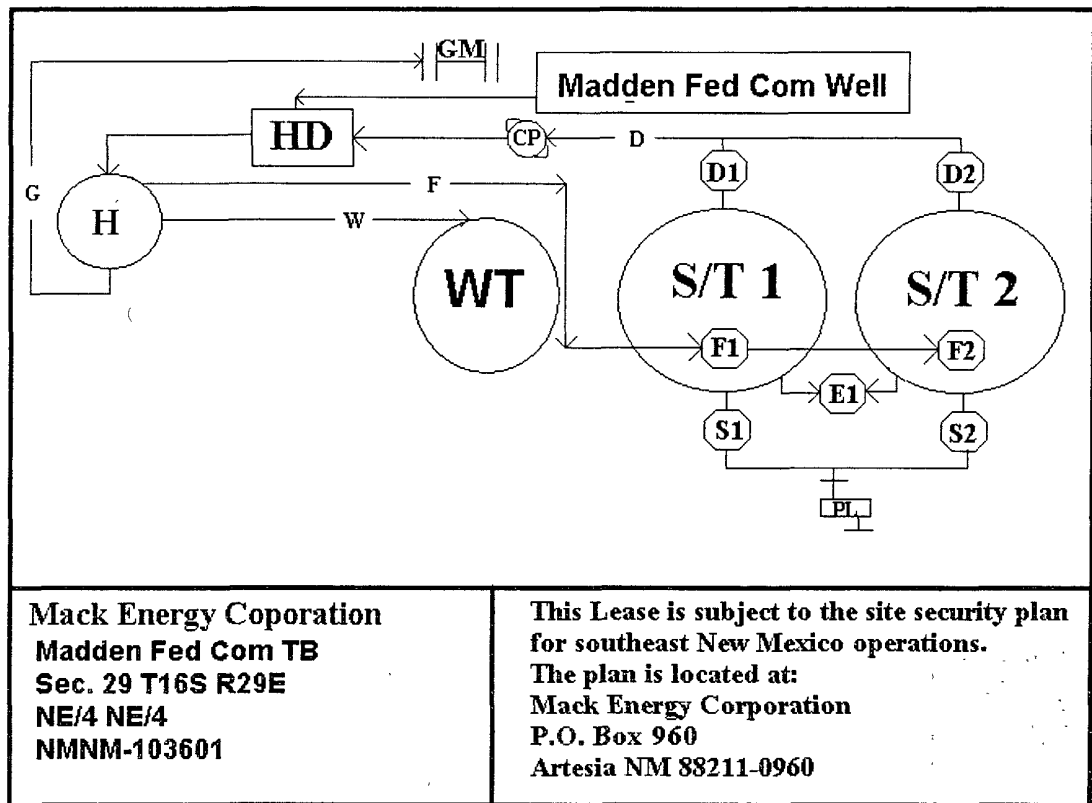 GM
Madden Fed Com Well
HD
CP
D
D1
D2
G
F
H
W
WT
S/T 1
S/T 2
F1
F2
E1
S1
S2
PL
Mack Energy Coporation
Madden Fed Com TB
Sec. 29 T16S R29E
NE/4 NE/4
NMNM-103601
This Lease is subject to the site security plan
for southeast New Mexico operations.
The plan is located at:
Mack Energy Corporation
P.O. Box 960
Artesia NM 88211-0960